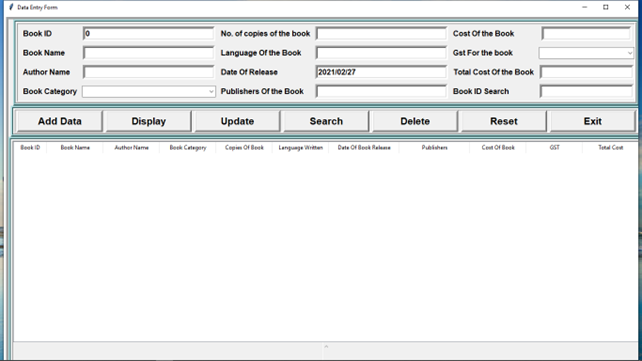 Data Entry Form
Book ID 0 No. of copies of the book Cost Of the Book
Book Name Language Of the Book Gst For the book
Author Name Date Of Release 2021/02/27 Total Cost Of the Book
Book Category Publishers Of the Book Book ID Search
Add Data Display Update Search Delete Reset Exit
Book ID Book Name Author Name Book Category Copies Of Book Language Written Date Of Book Release Publishers Cost Of Book GST Total Cost